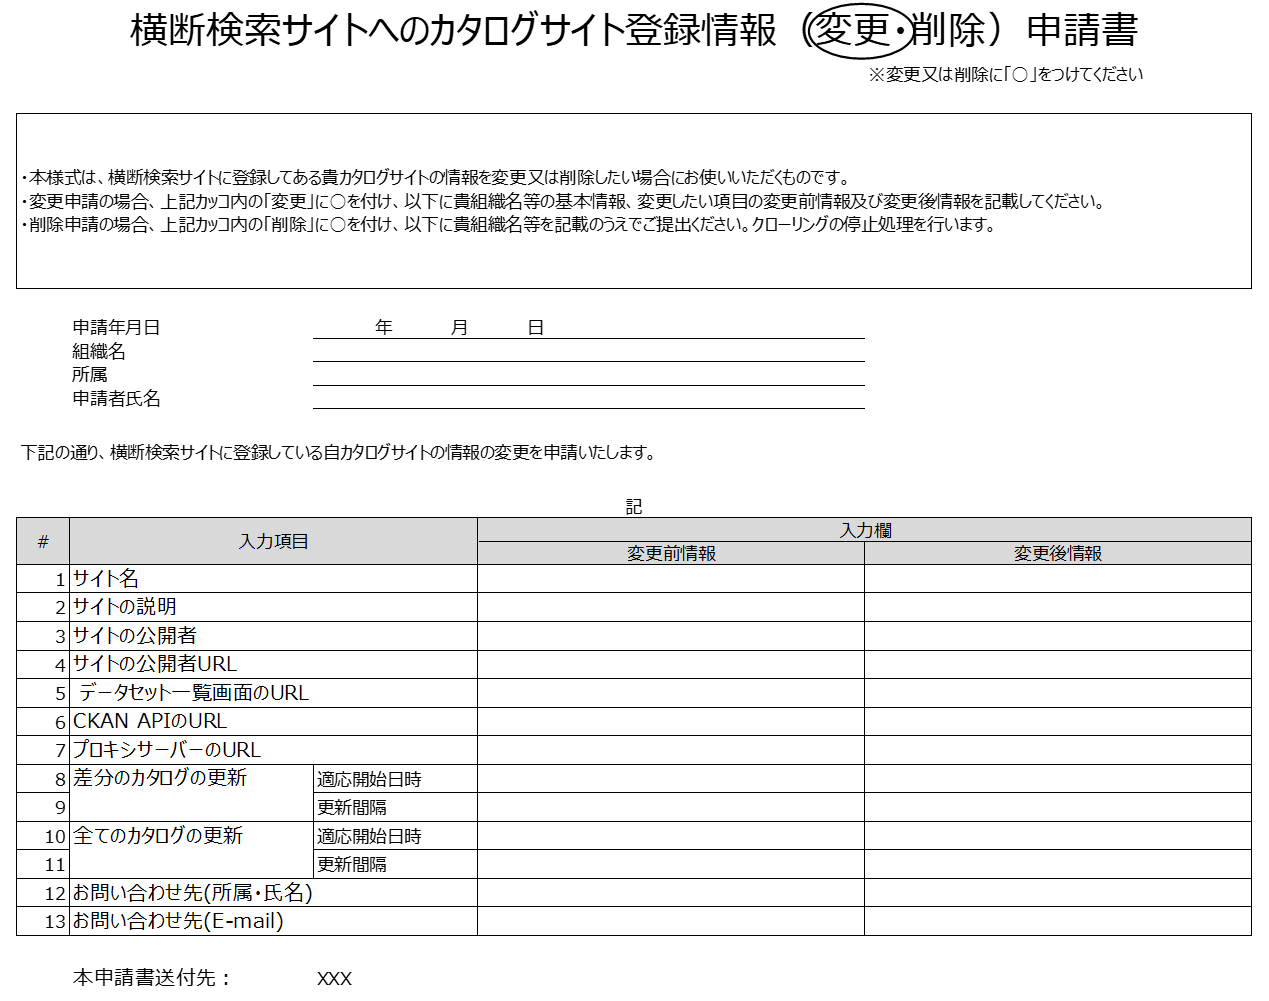 横断検索サイトへのカタログサイト登録情報（変更・削除）申請書
※変更又は削除に「○」をつけてください
・本様式は、横断検索サイトに登録してある貴カタログサイトの情報を変更又は削除したい場合にお使いいただくものです。
・変更申請の場合、上記カッコ内の「変更」に○を付け、以下に貴組織名等の基本情報、変更したい項目の変更前情報及び変更後情報を記載してください。
・削除申請の場合、上記カッコ内の「削除」に○を付け、以下に貴組織名等を記載のうえでご提出ください。クローリングの停止処理を行います。
申請年月日 年 月 日
組織名
所属
申請者氏名
下記の通り、横断検索サイトに登録している自カタログサイトの情報の変更を申請いたします。
記
# 入力項目 入力欄
変更前情報 変更後情報
1 サイト名
2 サイトの説明
3 サイトの公開者
4 サイトの公開者URL
5 データセット一覧画面のURL
6 CKAN APIのURL
7 プロキシサーバーのURL
8 差分のカタログの更新 適応開始日時
9 更新間隔
10 全てのカタログの更新 適応開始日時
11 更新間隔
12 お問い合わせ先(所属・氏名)
13 お問い合わせ先(E-mail)
本申請書送付先： XXX